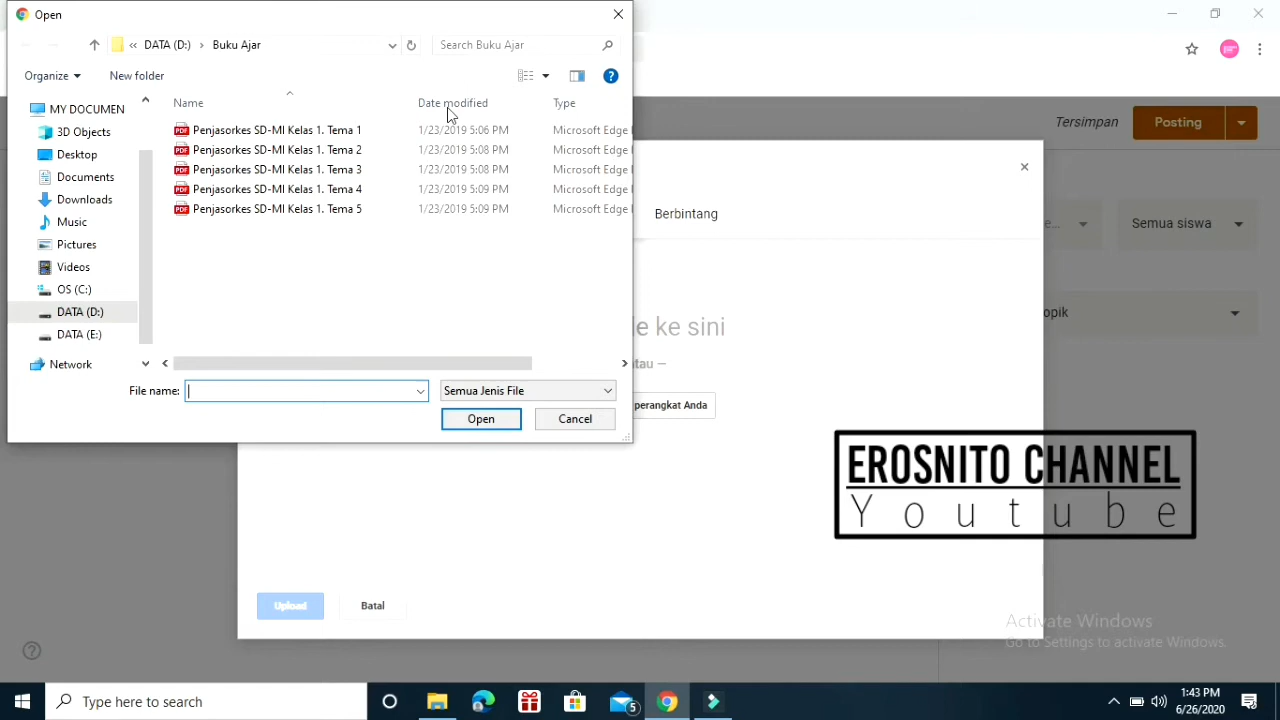 Open
DATA (D:) Buku Ajar
Search Buku Ajar
Organize
New folder
Name
Date modified
Type
MY DOCUMEN
3D Objects
Desktop
Documents
Downloads
Music
Pictures
Videos
OS (C:)
DATA (D:)
DATA (E:)
Network
Penjasorkes SD-MI Kelas 1. Tema 1 1/23/2019 5:06 PM Microsoft Edge
Penjasorkes SD-MI Kelas 1. Tema 2 1/23/2019 5:08 PM Microsoft Edge
Penjasorkes SD-MI Kelas 1. Tema 3 1/23/2019 5:08 PM Microsoft Edge
Penjasorkes SD-MI Kelas 1. Tema 4 1/23/2019 5:09 PM Microsoft Edge
Penjasorkes SD-MI Kelas 1. Tema 5 1/23/2019 5:09 PM Microsoft Edge
File name:
Semua Jenis File
Open
Cancel
Tersimpan
Posting
Berbintang
Semua siswa
ke sini
perangkat Anda
EROSNITO CHANNEL
Youtube
Upload
Batal
Activate Windows
Go to Settings to activate Windows.
Type here to search
5
1:43 PM
6/26/2020